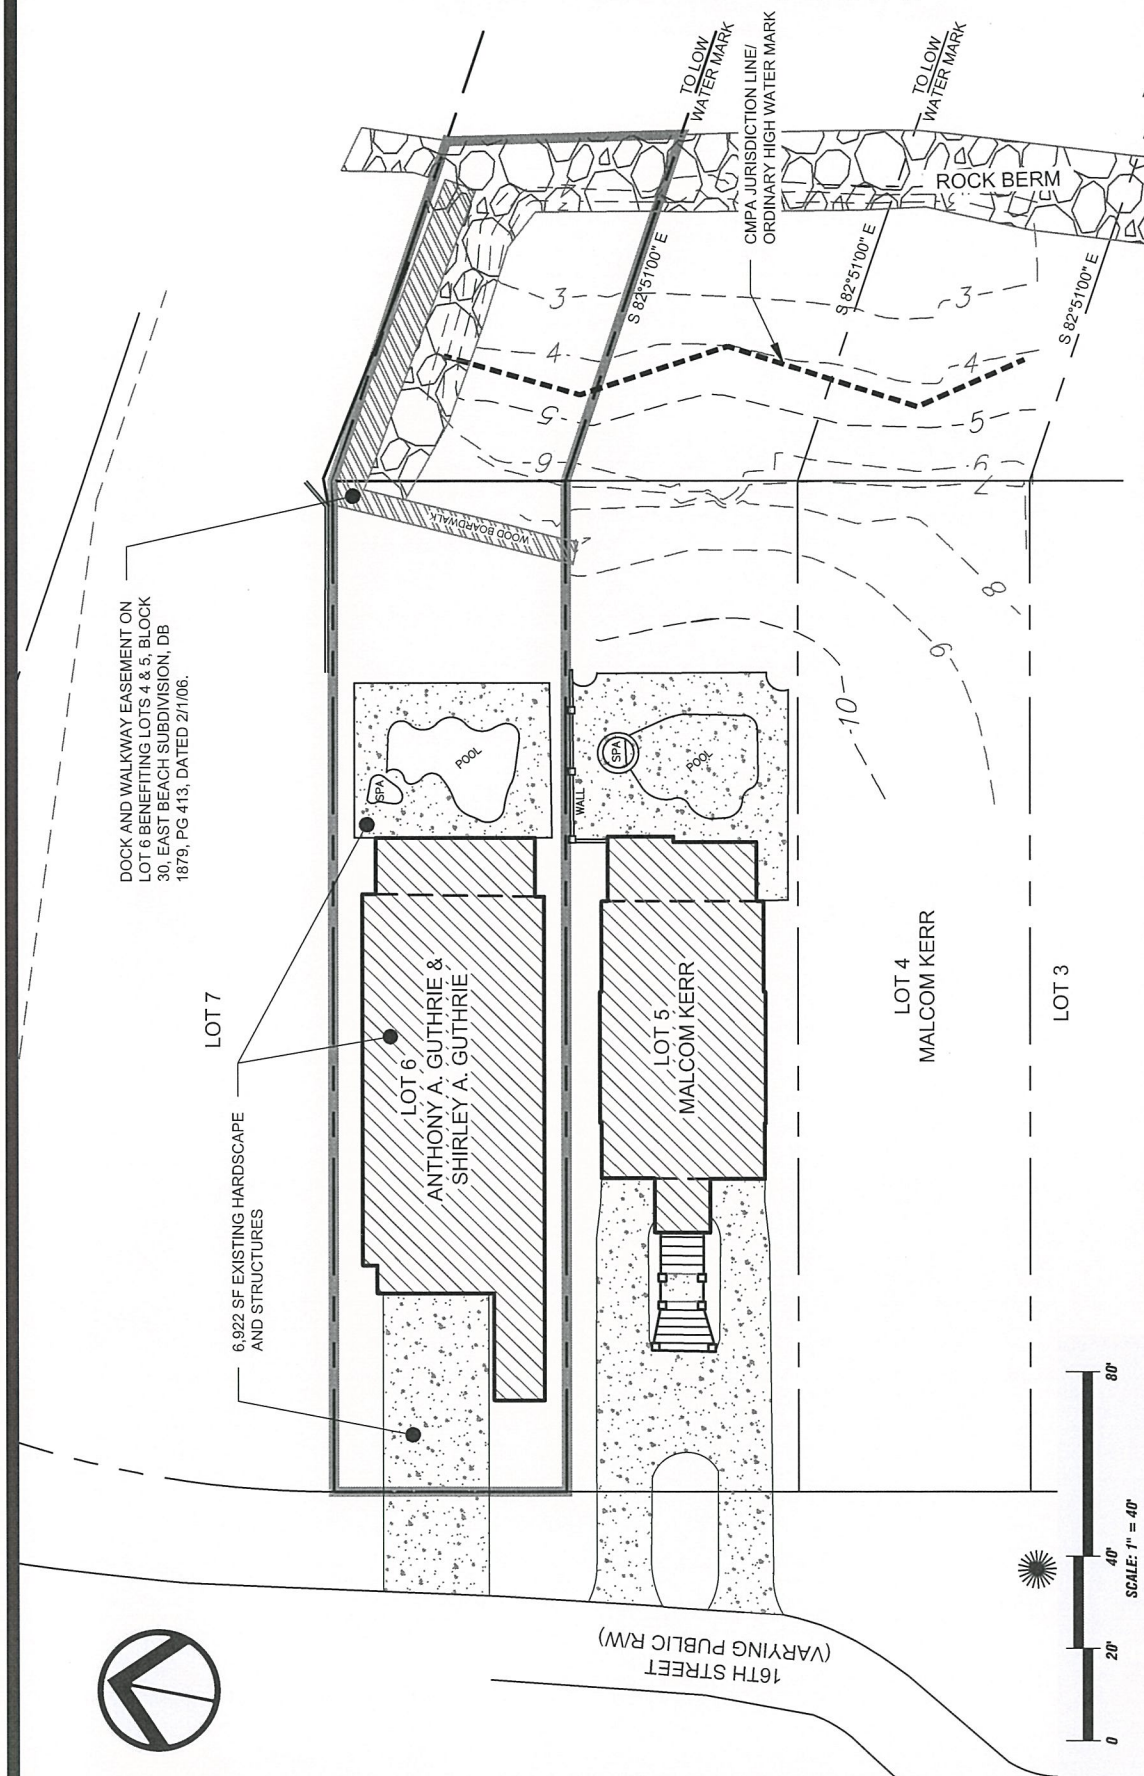 DOCK AND WALKWAY EASEMENT ON
LOT 6 BENEFITING LOTS 4 & 5, BLOCK
30, EAST BEACH SUBDIVISION, DB
1879, PG 413, DATED 2/1/06.
6,922 SF EXISTING HARDSCAPE
AND STRUCTURES
LOT 7
LOT 6
ANTHONY A. GUTHRIE &
SHIRLEY A. GUTHRIE
SPA
POOL
WOOD BOARDWALK
WALL
SPA
POOL
LOT 5
MALCOM KERR
LOT 4
MALCOM KERR
LOT 3
16TH STREET
(VARYING PUBLIC R/W)
TO LOW
WATER MARK
CMPA JURISDICTION LINE/
ORDINARY HIGH WATER MARK
TO LOW
WATER MARK
ROCK BERM
S 82°51'00" E
S 82°51'00" E
S 82°51'00" E
3
3
4
4
5
5
6
6
7
8
9
10
0
20'
40'
80'
SCALE: 1" = 40'